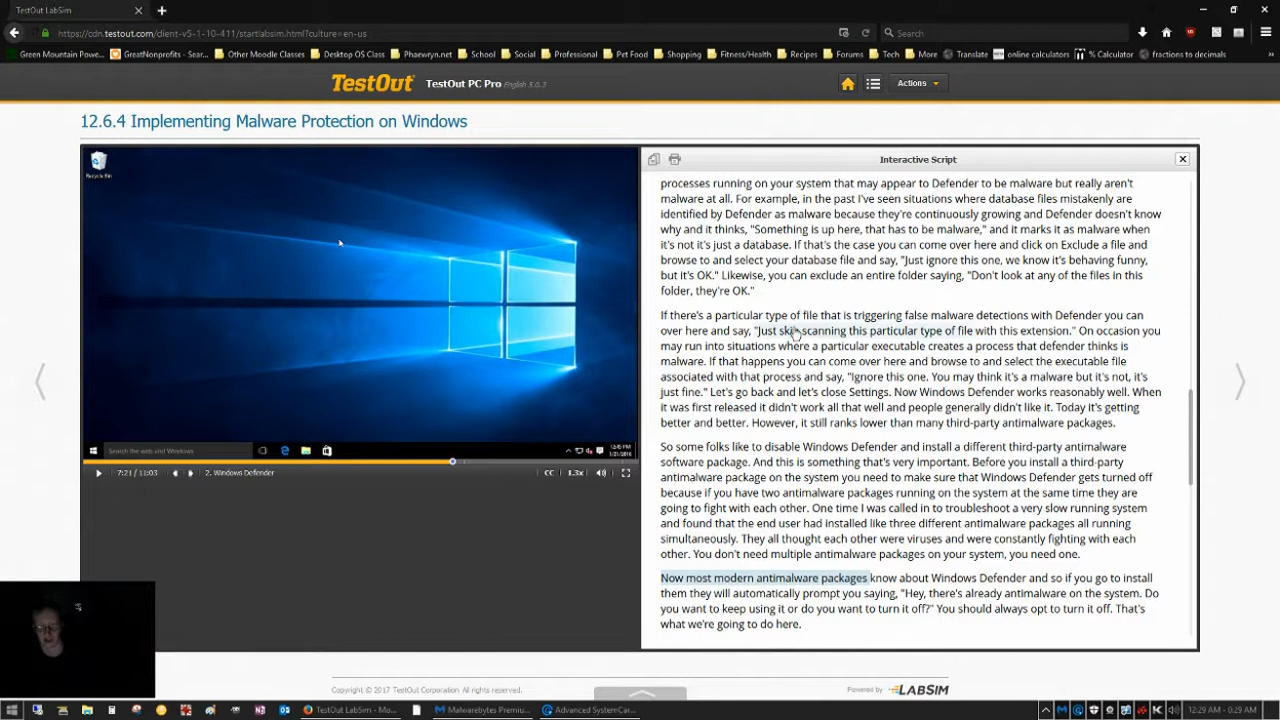 TestOut LabSim
https://cdn.testout.com/client-v5-1-10-411/startlabsim.html?culture=en-us
Search
Green Mountain Power...
GreatNonprofits - Sear...
Other Moodle Classes
Desktop OS Class
Phaewryn.net
School
Social
Professional
Pet Food
Shopping
Fitness/Health
Recipes
Forums
Tech
More
Translate
online calculators
% Calculator
fractions to decimals
TestOut
TestOut PC Pro English 5.0.3
Actions
12.6.4 Implementing Malware Protection on Windows
Recycle Bin
Search the web and Windows
12:45 PM
7:21 / 11:03
2. Windows Defender
CC
1.3x
Interactive Script
processes running on your system that may appear to Defender to be malware but really aren't
malware at all. For example, in the past I've seen situations where database files mistakenly are
identified by Defender as malware because they're continuously growing and Defender doesn't know
why and it thinks, "Something is up here, that has to be malware," and it marks it as malware when
it's not it's just a database. If that's the case you can come over here and click on Exclude a file and
browse to and select your database file and say, "Just ignore this one, we know it's behaving funny,
but it's OK." Likewise, you can exclude an entire folder saying, "Don't look at any of the files in this
folder, they're OK."
If there's a particular type of file that is triggering false malware detections with Defender you can
over here and say, "Just skip scanning this particular type of file with this extension." On occasion you
may run into situations where a particular executable creates a process that defender thinks is
malware. If that happens you can come over here and browse to and select the executable file
associated with that process and say, "Ignore this one. You may think it's a malware but it's not, it's
just fine." Let's go back and let's close Settings. Now Windows Defender works reasonably well. When
it was first released it didn't work all that well and people generally didn't like it. Today it's getting
better and better. However, it still ranks lower than many third-party antimalware packages.
So some folks like to disable Windows Defender and install a different third-party antimalware
software package. And this is something that's very important. Before you install a third-party
antimalware package on the system you need to make sure that Windows Defender gets turned off
because if you have two antimalware packages running on the system at the same time they are
going to fight with each other. One time I was called in to troubleshoot a very slow running system
and found that the end user had installed like three different antimalware packages all running
simultaneously. They all thought each other were viruses and were constantly fighting with each
other. You don't need multiple antimalware packages on your system, you need one.
Now most modern antimalware packages know about Windows Defender and so if you go to install
them they will automatically prompt you saying, "Hey, there's already antimalware on the system. Do
you want to keep using it or do you want to turn it off?" You should always opt to turn it off. That's
what we're going to do here.
Copyright © 2017 TestOut Corporation All rights reserved.
Powered by LABSIM
TestOut LabSim - Mo...
Malwarebytes Premiu...
Advanced SystemCar...
12:29 AM - 0:29 AM